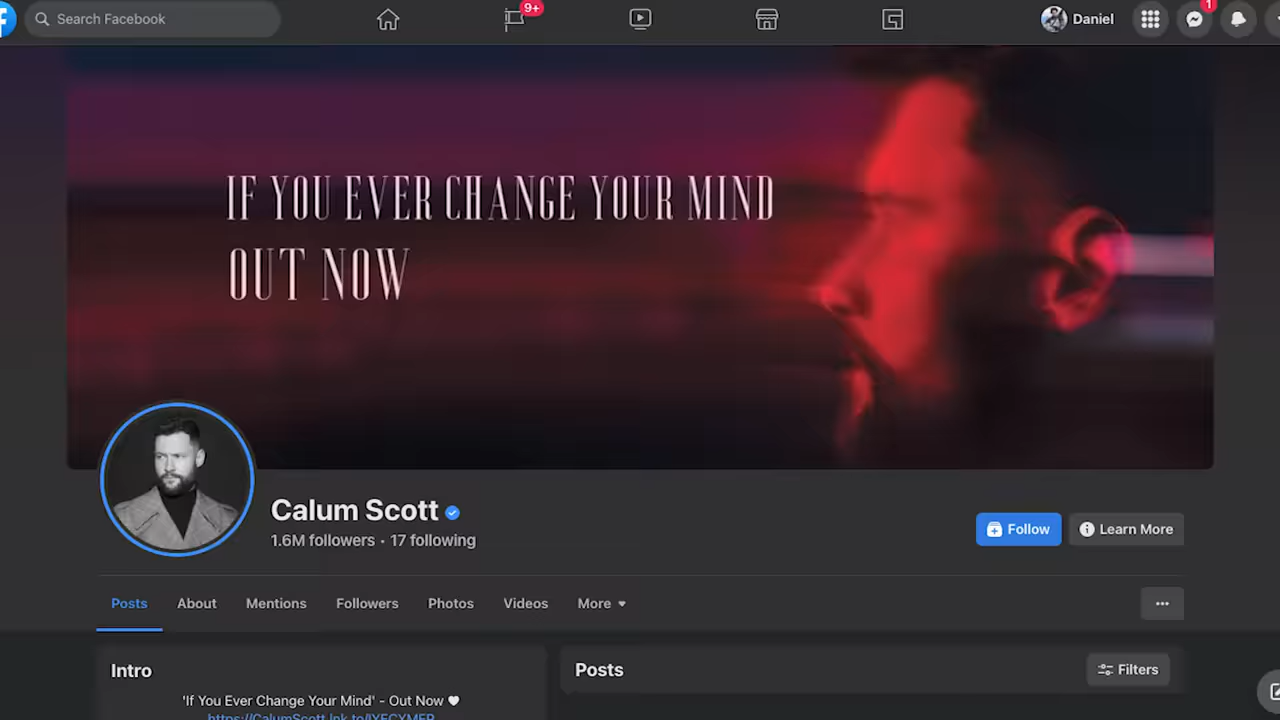 Search Facebook
9+
Daniel
1
IF YOU EVER CHANGE YOUR MIND
OUT NOW
Calum Scott
1.6M followers • 17 following
Follow
Learn More
Posts
About
Mentions
Followers
Photos
Videos
More
Intro
Posts
Filters
'If You Ever Change Your Mind' - Out Now